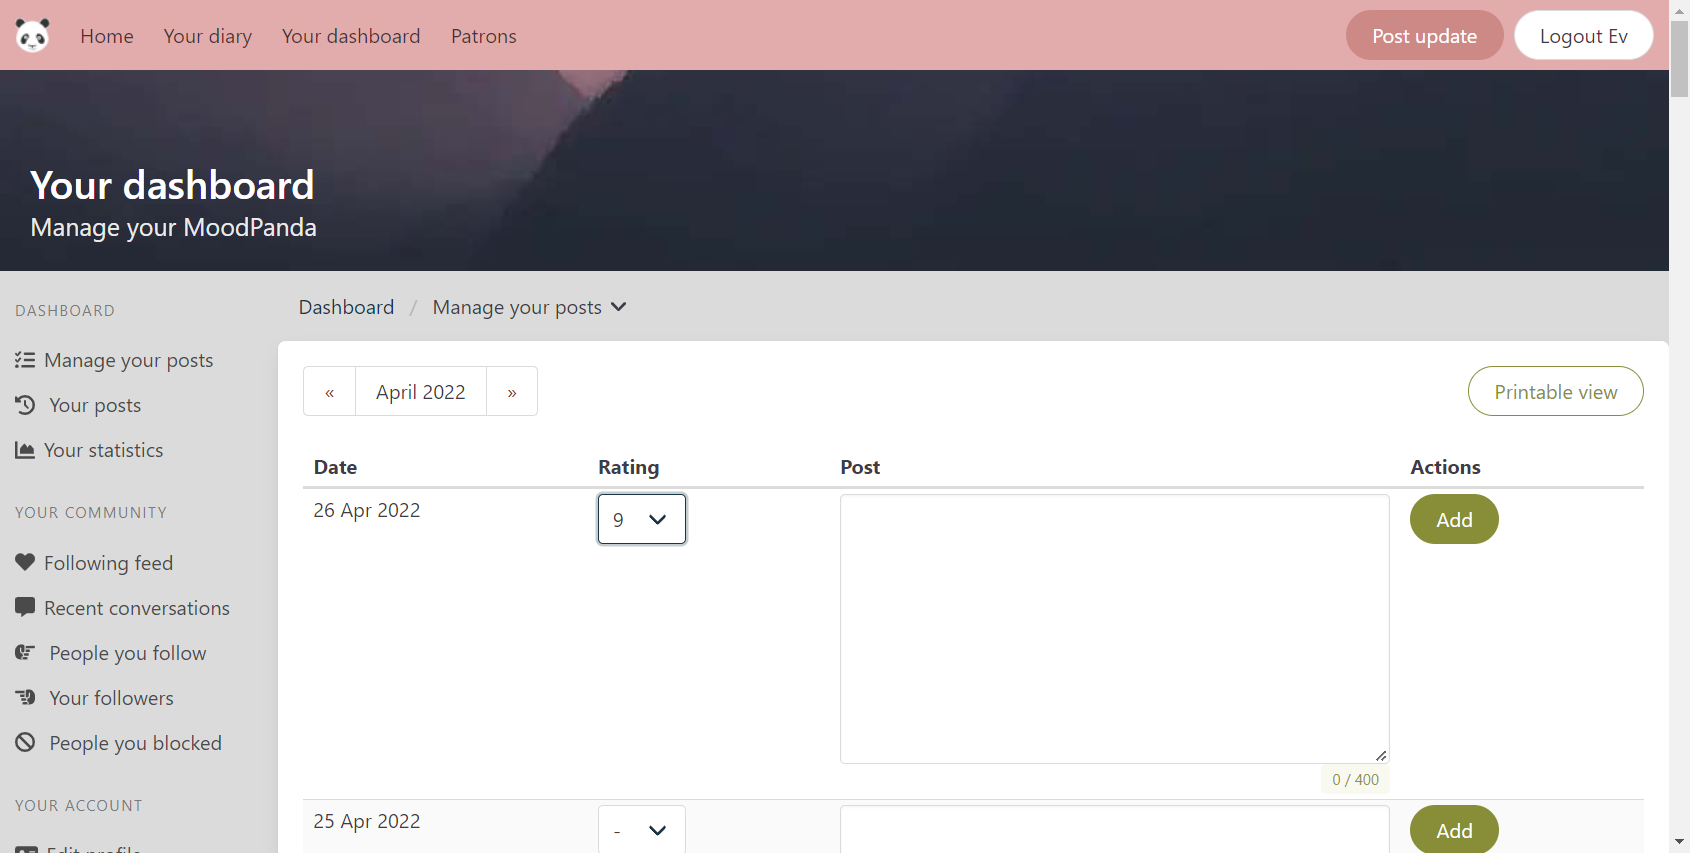 Home Your diary Your dashboard Patrons Post update Logout Ev
Your dashboard
Manage your MoodPanda
DASHBOARD
Manage your posts
Your posts
Your statistics
YOUR COMMUNITY
Following feed
Recent conversations
People you follow
Your followers
People you blocked
YOUR ACCOUNT
Edit profile
Dashboard / Manage your posts
« April 2022 » Printable view
Date Rating Post Actions
26 Apr 2022 9 Add
0 / 400
25 Apr 2022 - Add